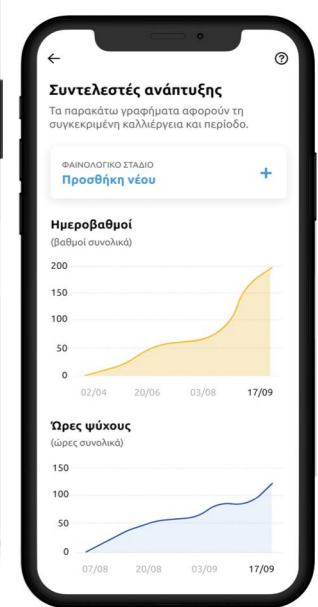 Συντελεστές ανάπτυξης
Τα παρακάτω γραφήματα αφορούν τη
συγκεκριμένη καλλιέργεια και περίοδο.
ΦΑΙΝΟΛΟΓΙΚΟ ΣΤΑΔΙΟ
Προσθήκη νέου
+
Ημεροβαθμοί
(βαθμοί συνολικά)
200
150
100
50
0
02/04 20/06 03/08 17/09
Ώρες ψύχους
(ώρες συνολικά)
150
100
50
0
07/08 20/08 03/09 17/09